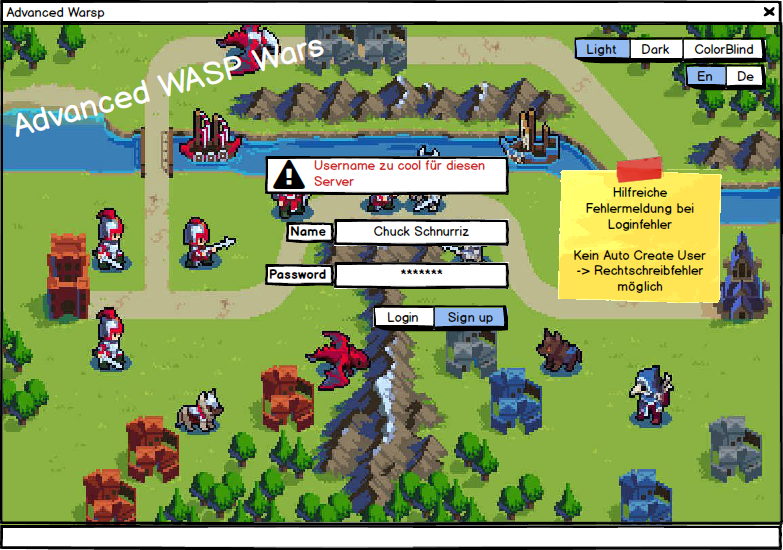 Advanced Warsp
Advanced WASP Wars
Light Dark ColorBlind
En De
Username zu cool für diesen
Server
Hilfreiche
Fehlermeldung bei
Loginfehler
Kein Auto Create User
-> Rechtschreibfehler
möglich
Name Chuck Schnurriz
Password *******
Login Sign up